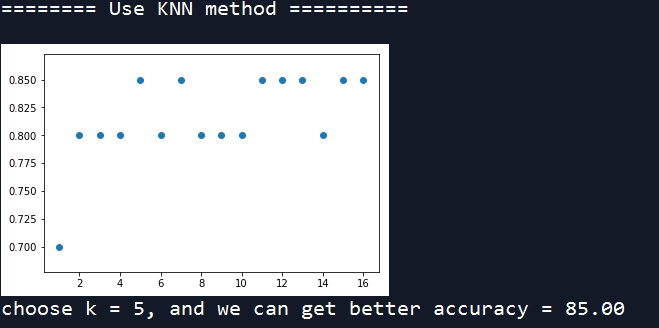 ======== Use KNN method ==========
0.850
0.825
0.800
0.775
0.750
0.725
0.700
2 4 6 8 10 12 14 16
choose k = 5, and we can get better accuracy = 85.00